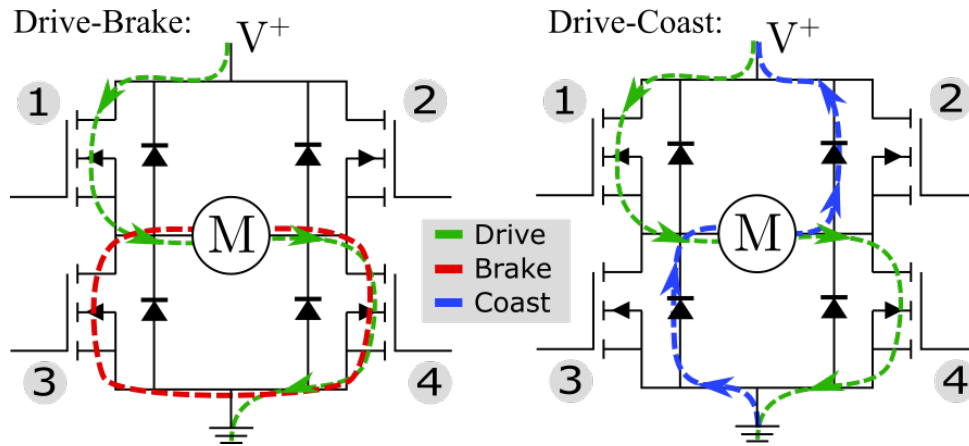 Drive-Brake:
V+
1
2
M
3
4
Drive
Brake
Coast
Drive-Coast:
V+
1
2
M
3
4